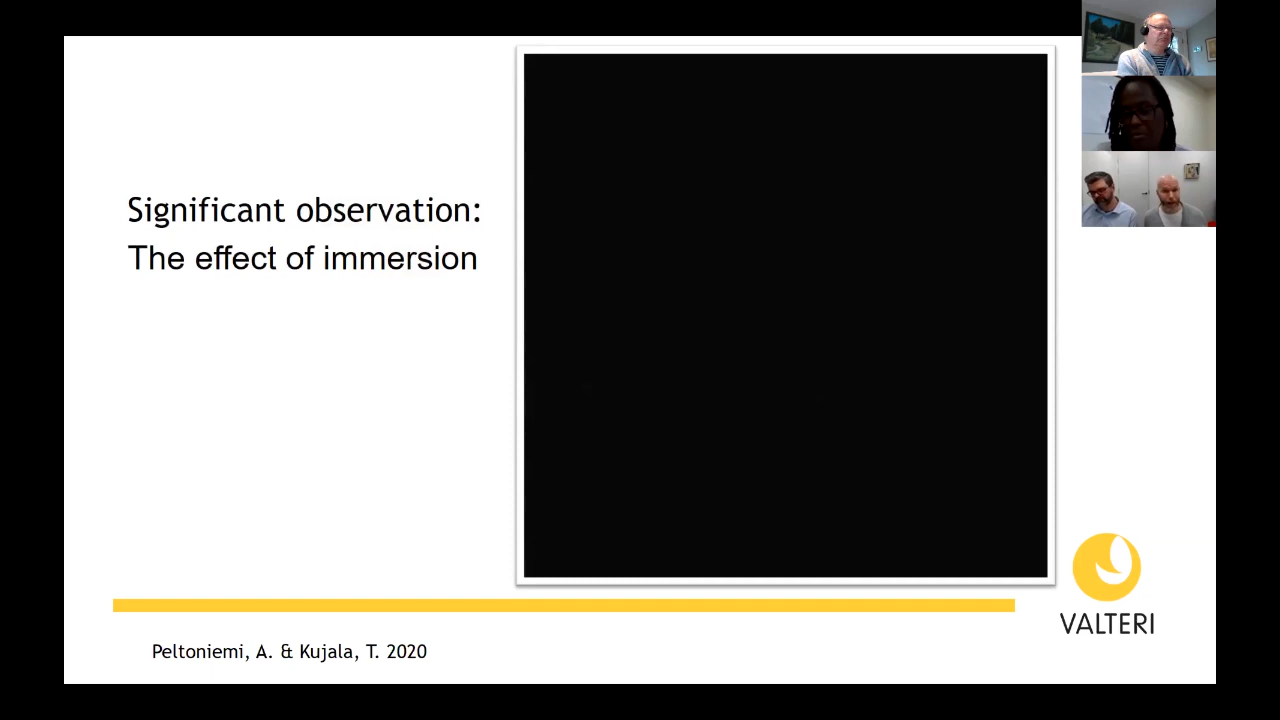 Significant observation:
The effect of immersion
VALTERI
Peltoniemi, A. & Kujala, T. 2020